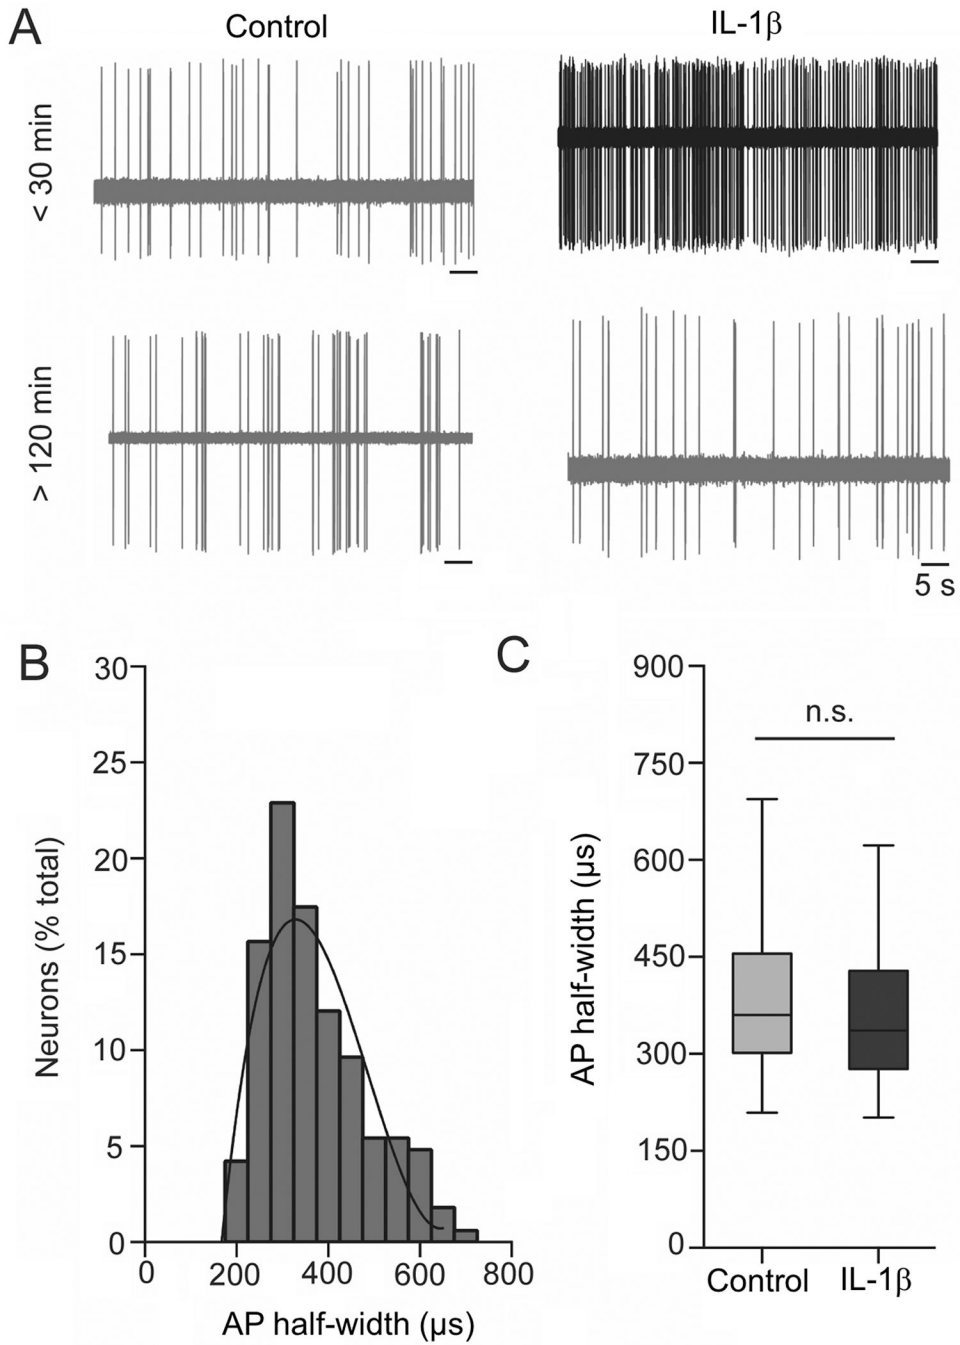 A
Control
IL-1β
< 30 min
> 120 min
5 s
B
30
25
20
15
10
5
0
Neurons (% total)
0 200 400 600 800
AP half-width (µs)
C
900
750
600
450
300
150
0
AP half-width (µs)
n.s.
Control IL-1β